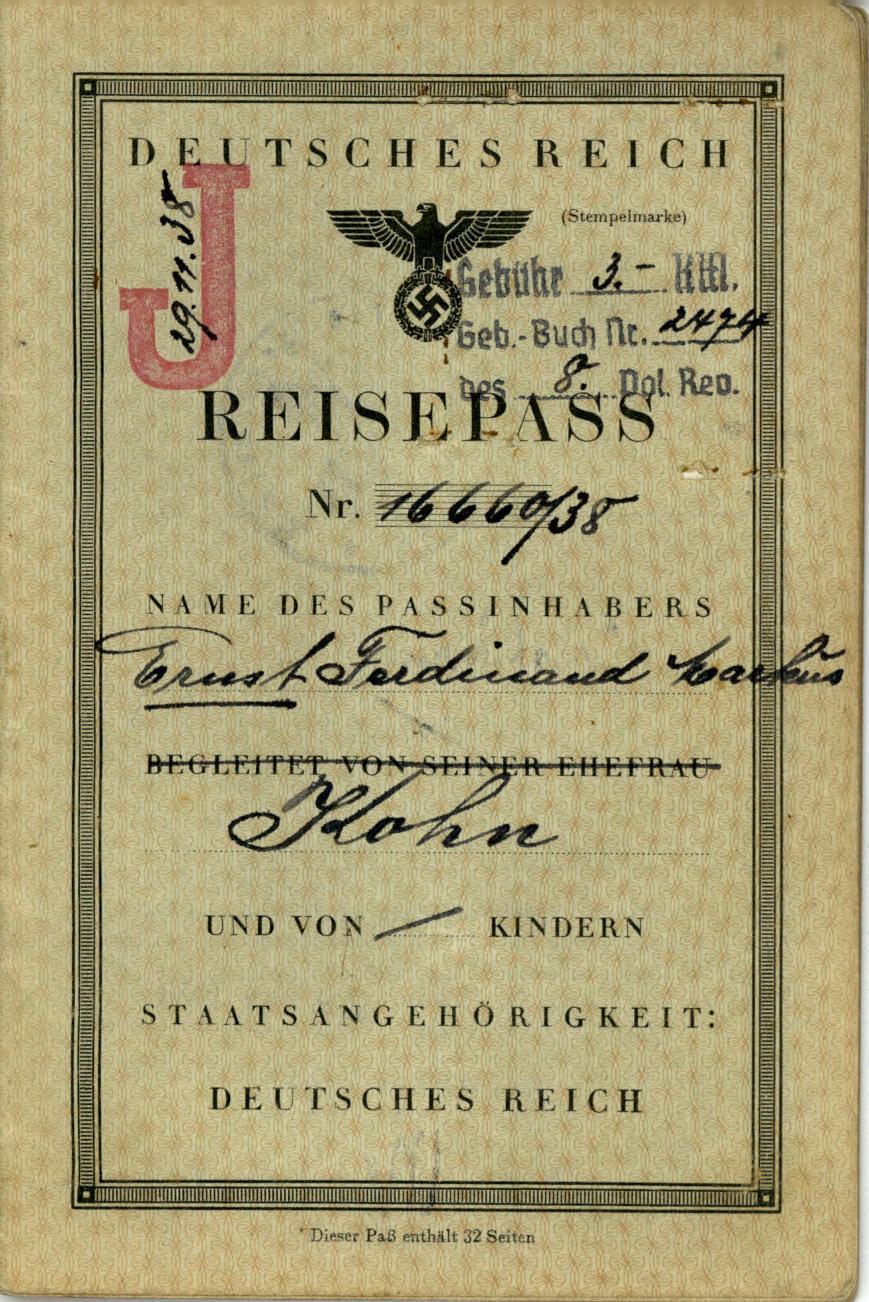 DEUTSCHES REICH
J
29.11.38
(Stempelmarke)
Gebühr 3.- RM.
Geb.-Buch Nr. 2474
des 8. Pol. Rev.
REISEPASS
Nr. 16660/38
NAME DES PASSINHABERS
Ernst Ferdinand Markus
BEGLEITET VON SEINER EHEFRAU
Kohn
UND VON — KINDERN
STAATSANGEHÖRIGKEIT:
DEUTSCHES REICH
Dieser Paß enthält 32 Seiten